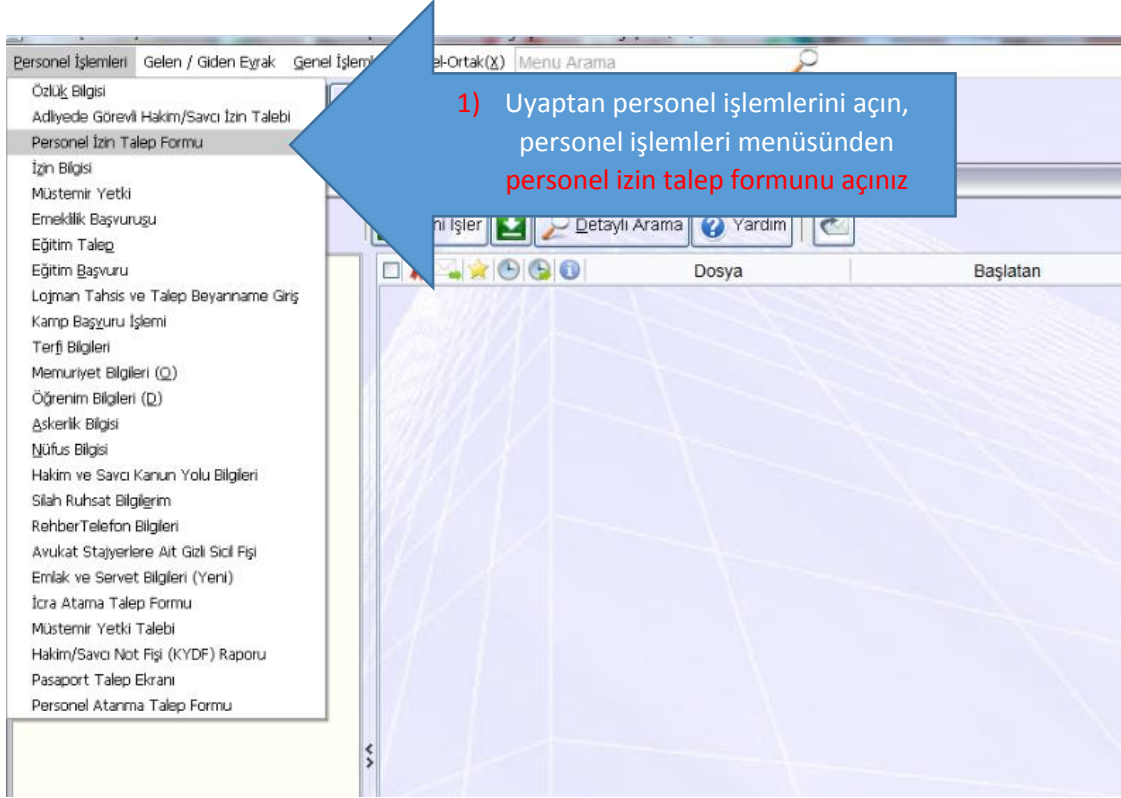 Personel İşlemleri Gelen / Giden Evrak Genel İşlem el-Ortak(X) Menu Arama
1) Uyaptan personel işlemlerini açın,
personel işlemleri menüsünden
personel izin talep formunu açınız
Özlük Bilgisi
Adliyede Görevli Hakim/Savcı İzin Talebi
Personel İzin Talep Formu
İzin Bilgisi
Müstemir Yetki
Emeklilik Başvuruşu
Eğitim Talep
Eğitim Başvuru
Lojman Tahsis ve Talep Beyanname Giriş
Kamp Başvuru İşlemi
Terfi Bilgileri
Memuriyet Bilgileri (O)
Öğrenim Bilgileri (D)
Askerlik Bilgisi
Nüfus Bilgisi
Hakim ve Savcı Kanun Yolu Bilgileri
Silah Ruhsat Bilgilerim
RehberTelefon Bilgileri
Avukat Stajyerlere Ait Gizli Sicil Fişi
Emlak ve Servet Bilgileri (Yeni)
İcra Atama Talep Formu
Müstemir Yetki Talebi
Hakim/Savcı Not Fişi (KYDF) Raporu
Pasaport Talep Ekranı
Personel Atanma Talep Formu
ni İşler Detaylı Arama Yardım
Dosya Başlatan